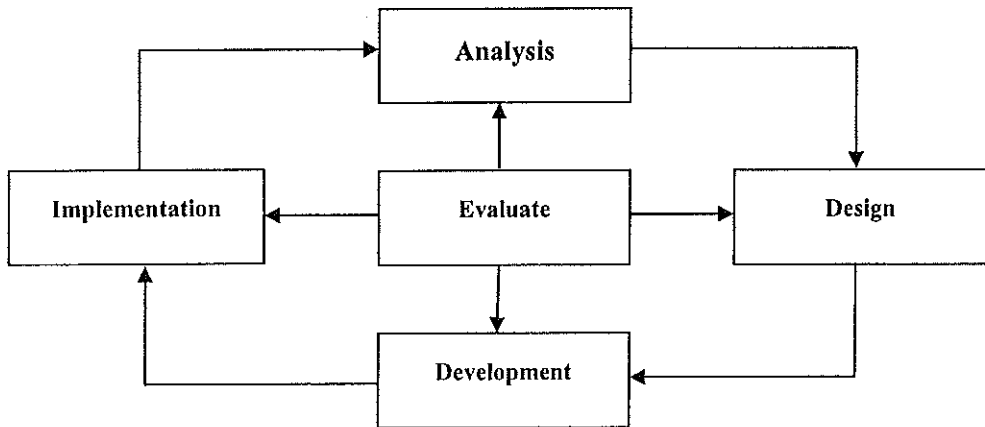 Analysis
Implementation
Evaluate
Design
Development